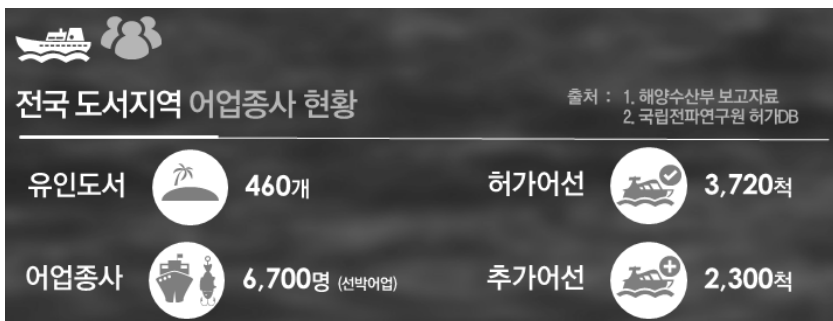 전국 도서지역 어업종사 현황
출처 : 1. 해양수산부 보고자료
2. 국립전파연구원 허가DB
유인도서 460개
허가어선 3,720척
어업종사 6,700명 (선박어업)
추가어선 2,300척